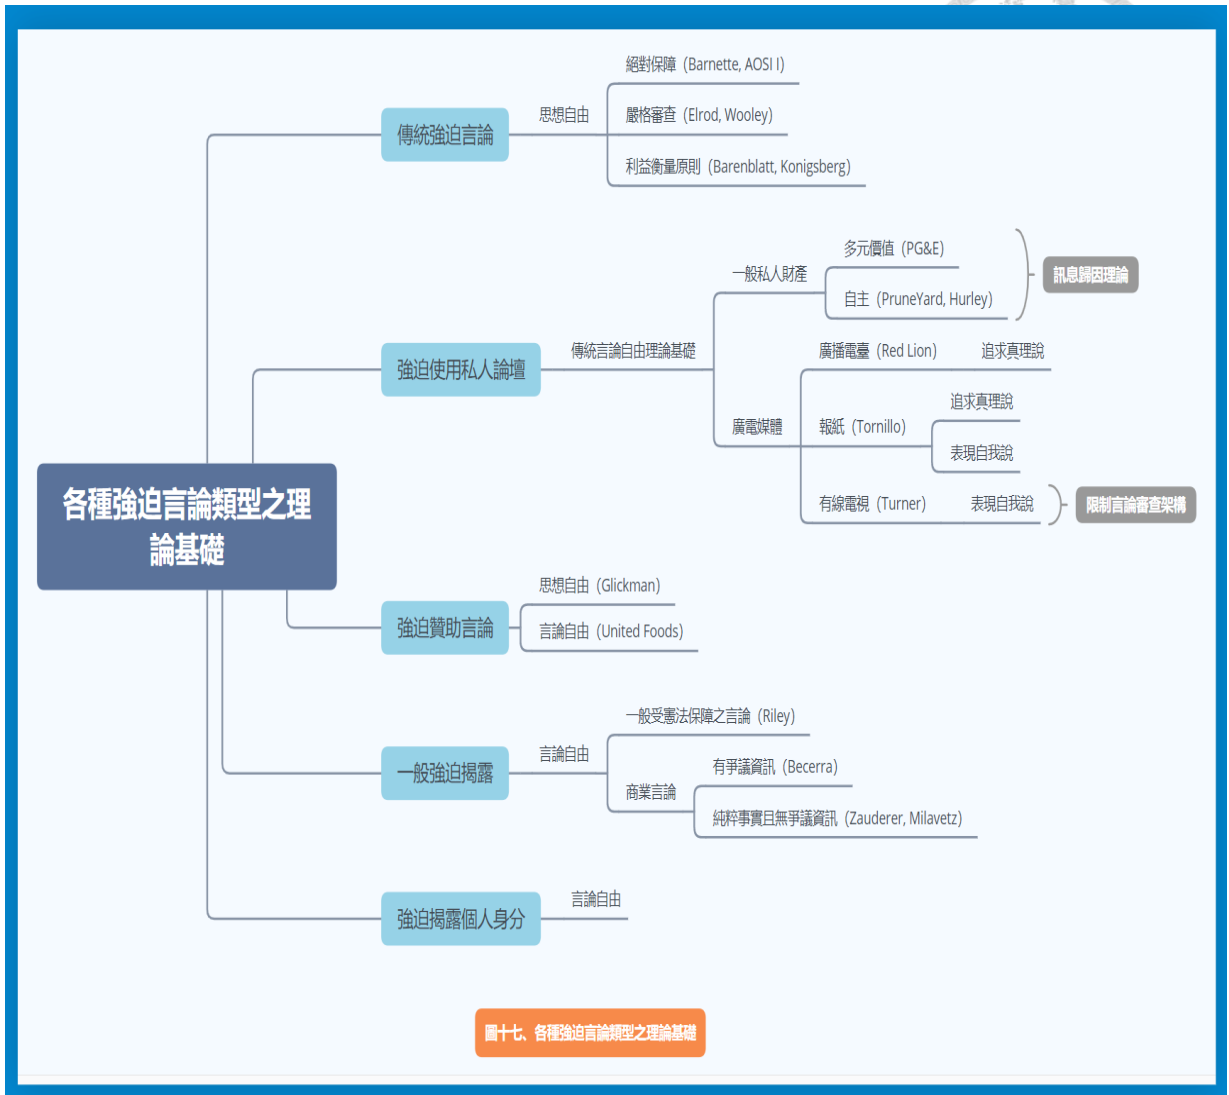 各種強迫言論類型之理
論基礎
傳統強迫言論
思想自由
絕對保障（Barnette, AOSI I）
嚴格審查（Elrod, Wooley）
利益衡量原則（Barenblatt, Konigsberg）
強迫使用私人論壇
傳統言論自由理論基礎
一般私人財產
多元價值（PG&E）
自主（PruneYard, Hurley）
訊息歸因理論
廣電媒體
廣播電臺（Red Lion）
追求真理說
報紙（Tornillo）
追求真理說
表現自我說
有線電視（Turner）
表現自我說
限制言論審查架構
強迫贊助言論
思想自由（Glickman）
言論自由（United Foods）
一般強迫揭露
言論自由
一般受憲法保障之言論（Riley）
商業言論
有爭議資訊（Becerra）
純粹事實且無爭議資訊（Zauderer, Milavetz）
強迫揭露個人身分
言論自由
圖十七、各種強迫言論類型之理論基礎